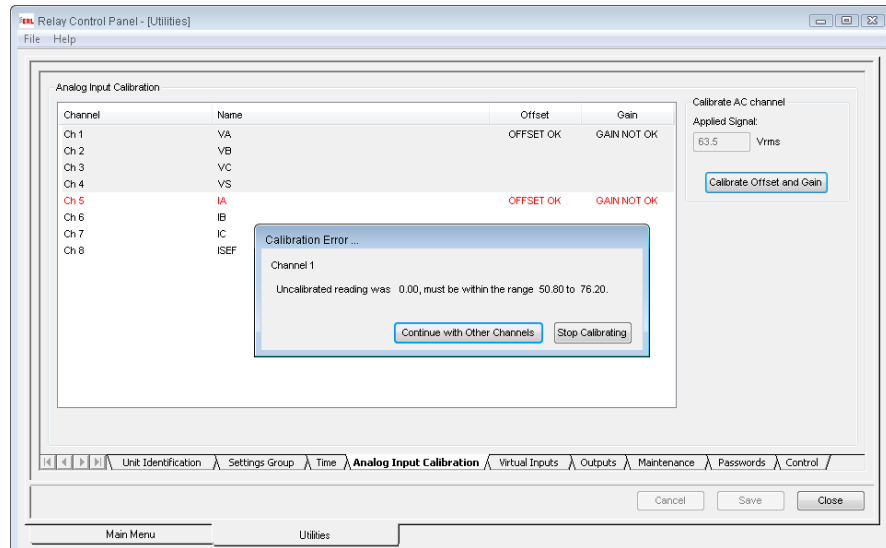 ERL Relay Control Panel - [Utilities]
File Help
Analog Input Calibration
Channel Name Offset Gain
Ch 1 VA OFFSET OK GAIN NOT OK
Ch 2 VB
Ch 3 VC
Ch 4 VS
Ch 5 IA OFFSET OK GAIN NOT OK
Ch 6 IB
Ch 7 IC
Ch 8 ISEF
Calibrate AC channel
Applied Signal:
63.5 Vrms
Calibrate Offset and Gain
Calibration Error ...
Channel 1
Uncalibrated reading was 0.00, must be within the range 50.80 to 76.20.
Continue with Other Channels Stop Calibrating
Unit Identification Settings Group Time Analog Input Calibration Virtual Inputs Outputs Maintenance Passwords Control
Cancel Save Close
Main Menu Utilities